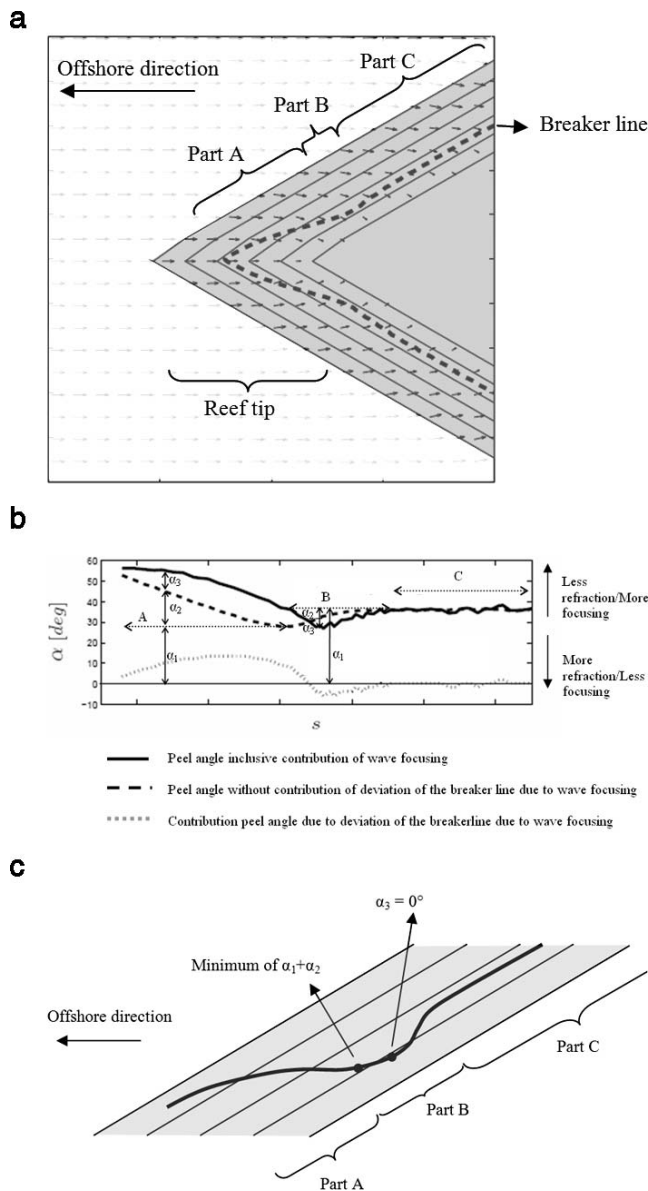 a
Offshore direction
Part C
Part B
Part A
Breaker line
Reef tip
b
60
50
40
30
20
10
0
−10
α [deg]
s
A
B
C
α₃
α₂
α₁
α₂
α₃
α₁
Less
refraction/More
focusing
More
refraction/Less
focusing
Peel angle inclusive contribution of wave focusing
Peel angle without contribution of deviation of the breaker line due to wave focusing
Contribution peel angle due to deviation of the breakerline due to wave focusing
c
α₃ = 0°
Minimum of α₁+α₂
Offshore direction
Part C
Part B
Part A